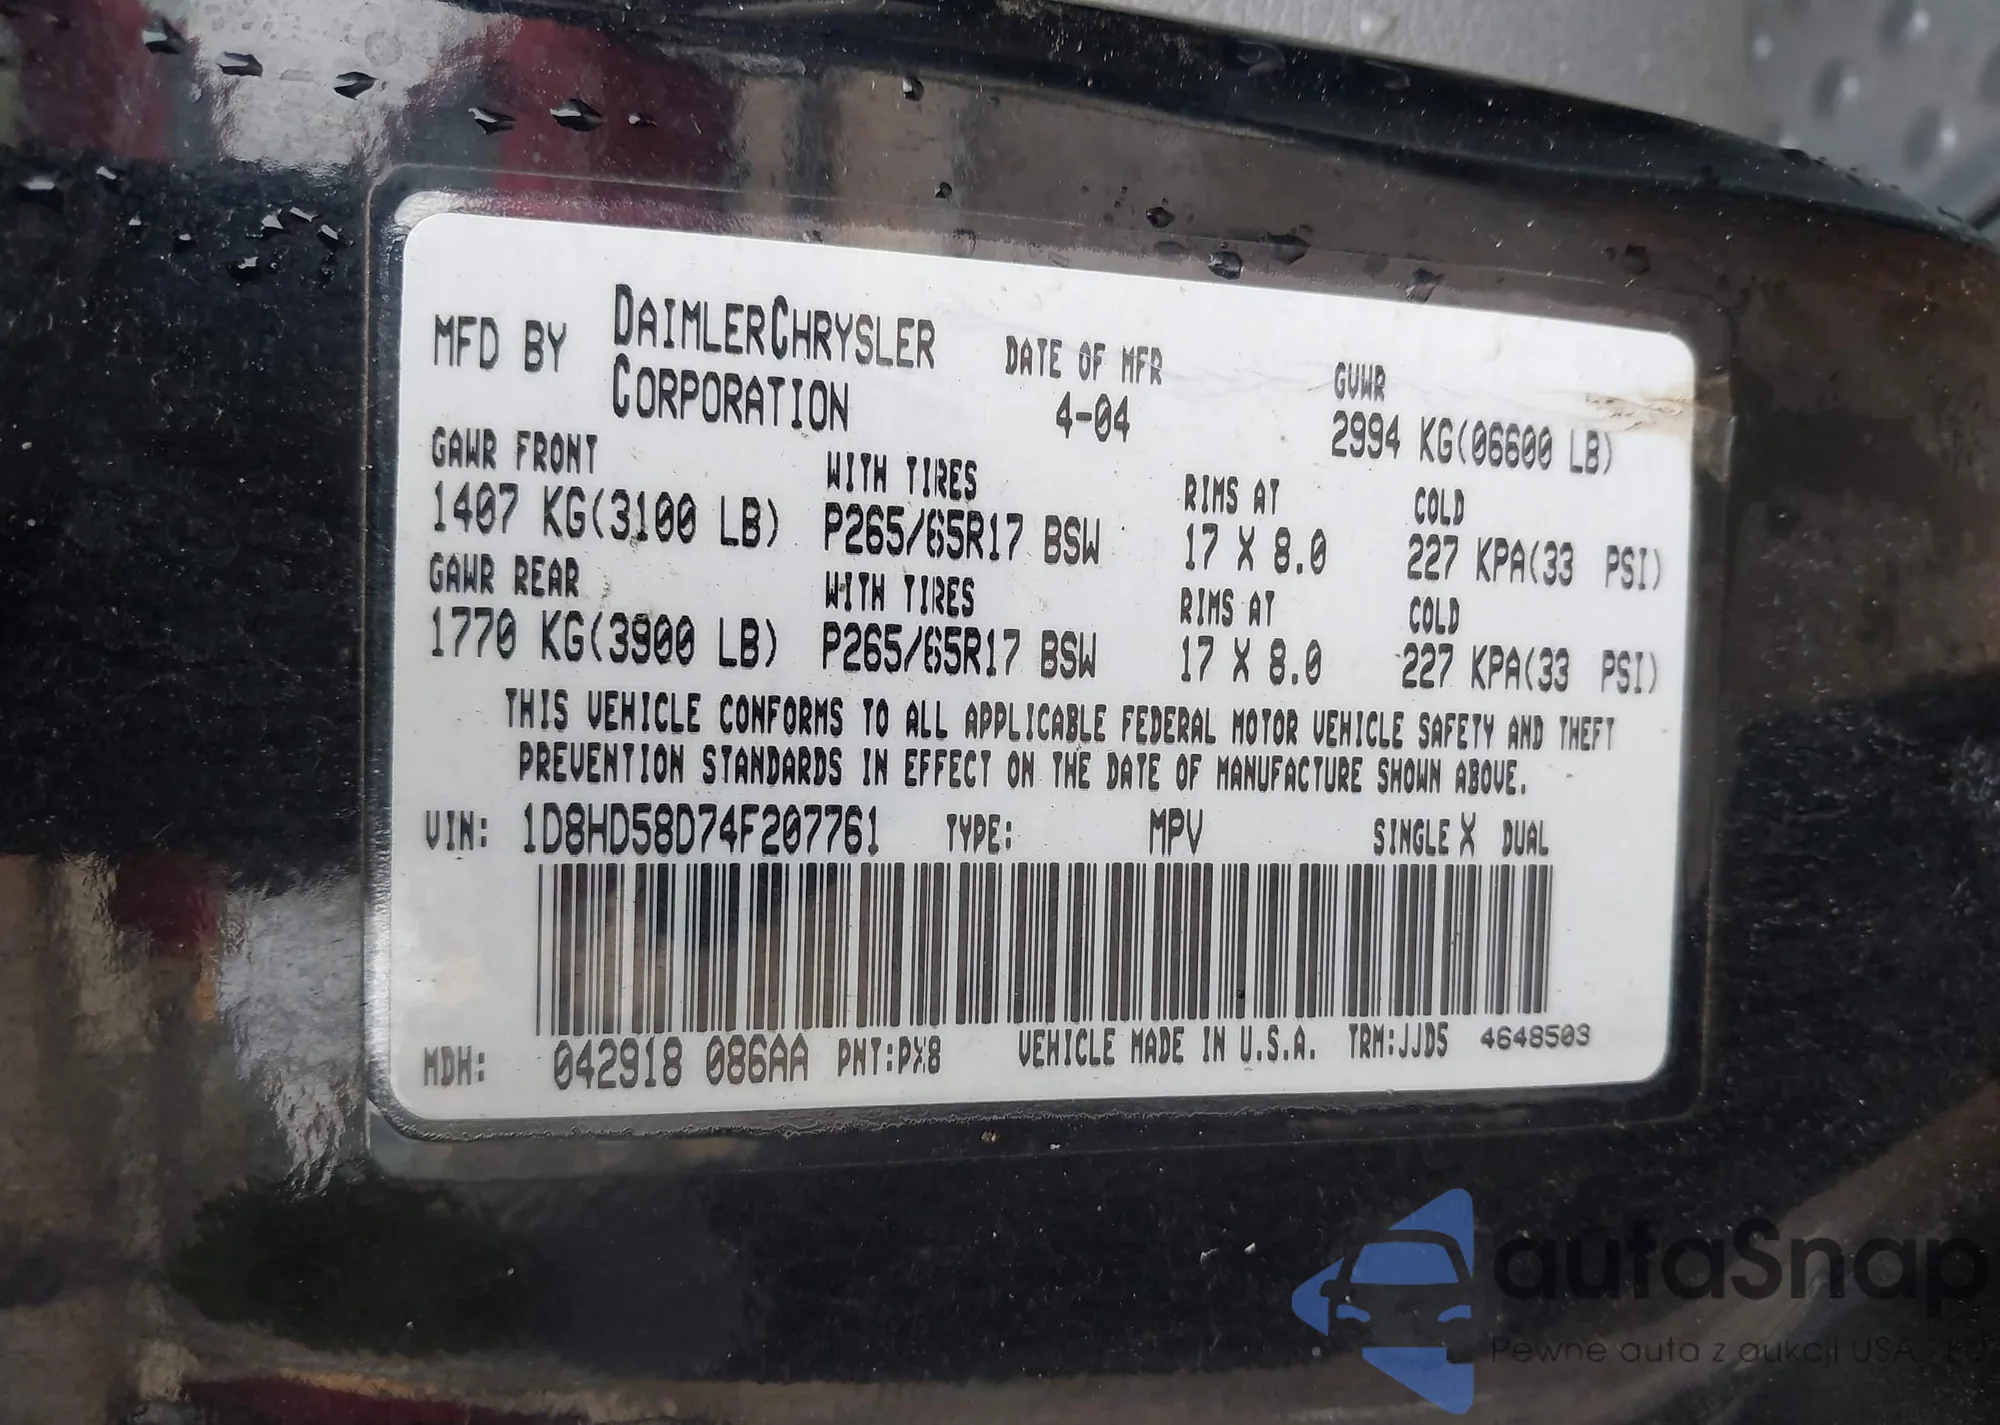 MFD BY DAIMLERCHRYSLER CORPORATION
DATE OF MFR
4-04
GVWR
2994 KG(06600 LB)
GAWR FRONT WITH TIRES RIMS AT COLD
1407 KG(3100 LB) P265/65R17 BSW 17 X 8.0 227 KPA(33 PSI)
GAWR REAR WITH TIRES RIMS AT COLD
1770 KG(3900 LB) P265/65R17 BSW 17 X 8.0 227 KPA(33 PSI)
THIS VEHICLE CONFORMS TO ALL APPLICABLE FEDERAL MOTOR VEHICLE SAFETY AND THEFT
PREVENTION STANDARDS IN EFFECT ON THE DATE OF MANUFACTURE SHOWN ABOVE.
VIN: 1D8HD58D74F207761 TYPE: MPV SINGLE X DUAL
MDH: 042918 086AA PNT:PX8 VEHICLE MADE IN U.S.A. TRM:JJD5 4648503
autaSnap
Pewne auta z aukcji USA i EU